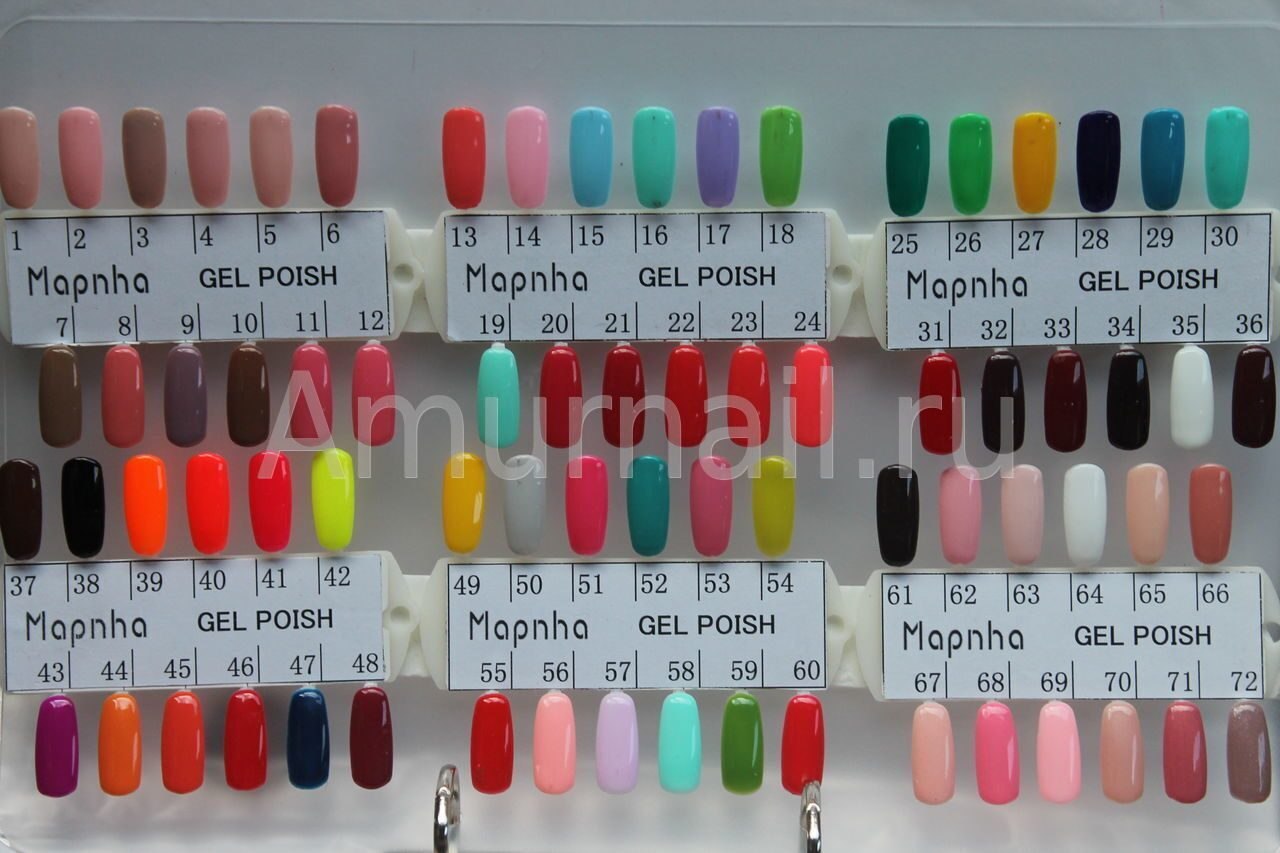 1 2 3 4 5 6
Mapnha GEL POISH
7 8 9 10 11 12
13 14 15 16 17 18
Mapnha GEL POISH
19 20 21 22 23 24
25 26 27 28 29 30
Mapnha GEL POISH
31 32 33 34 35 36
Amurnail.ru
37 38 39 40 41 42
Mapnha GEL POISH
43 44 45 46 47 48
49 50 51 52 53 54
Mapnha GEL POISH
55 56 57 58 59 60
61 62 63 64 65 66
Mapnha GEL POISH
67 68 69 70 71 72